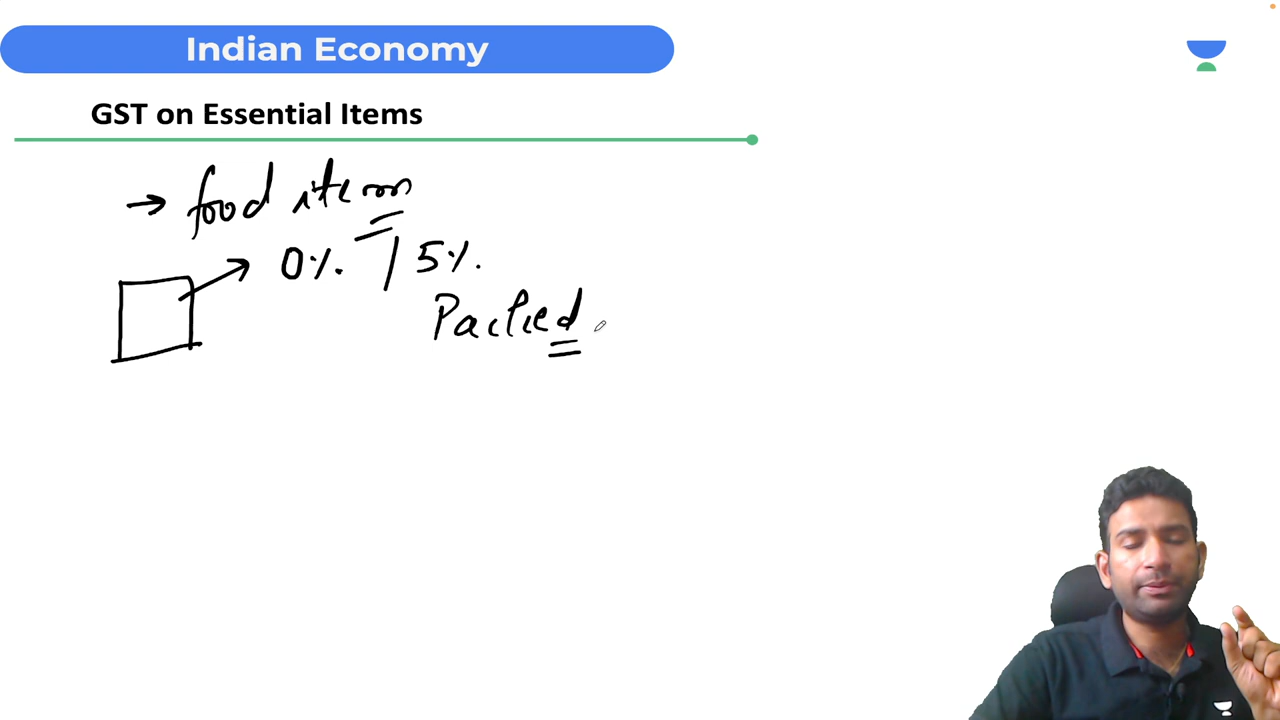 Indian Economy
GST on Essential Items
→ food item
0%. / 5%.
Packed